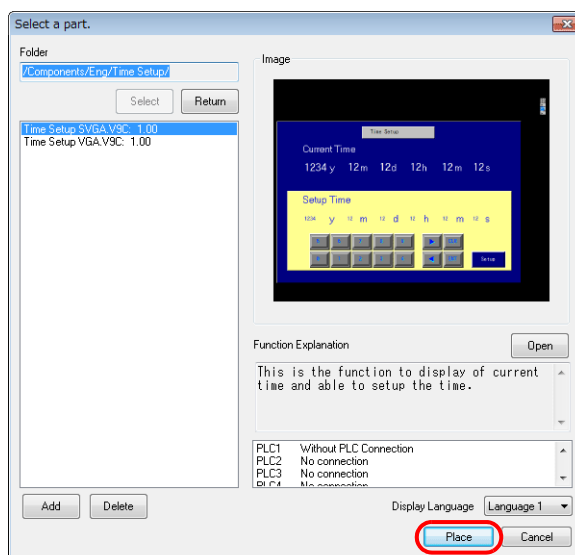 Select a part.
Folder
/Components/Eng/Time Setup/
Select
Return
Time Setup SVGA.V9C: 1.00
Time Setup VGA.V9C: 1.00
Image
Time Setup
Current Time
1234 y 12 m 12 d 12 h 12 m 12 s
Setup Time
1234 y 12 m 12 d 12 h 12 m 12 s
Setup
Function Explanation
Open
This is the function to display of current
time and able to setup the time.
PLC1 Without PLC Connection
PLC2 No connection
PLC3 No connection
PLC4 No connection
Add
Delete
Display Language
Language 1
Place
Cancel